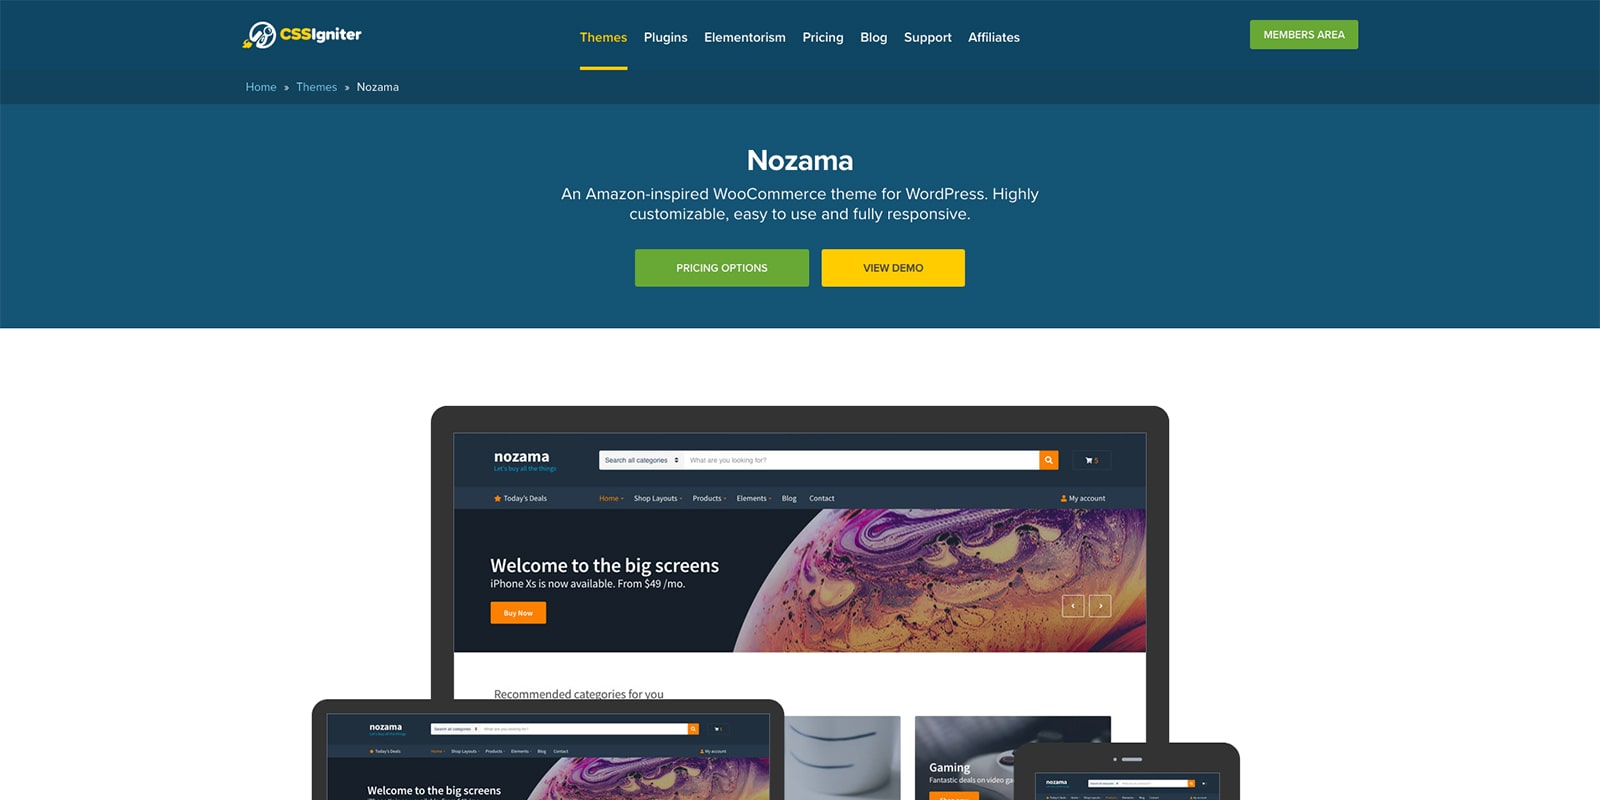 CSSIgniter
Themes Plugins Elementorism Pricing Blog Support Affiliates
MEMBERS AREA
Home » Themes » Nozama
Nozama
An Amazon-inspired WooCommerce theme for WordPress. Highly
customizable, easy to use and fully responsive.
PRICING OPTIONS
VIEW DEMO
nozama
Let's buy all the things
Search all categories
What are you looking for?
5
Today's Deals
Home Shop Layouts Products Elements Blog Contact
My account
Welcome to the big screens
iPhone Xs is now available. From $49 /mo.
Buy Now
Recommended categories for you
nozama
Search all categories
What are you looking for?
Today's Deals
Home Shop Layouts Products Elements Blog Contact
My account
Welcome to the big screens
Gaming
Fantastic deals on video
nozama